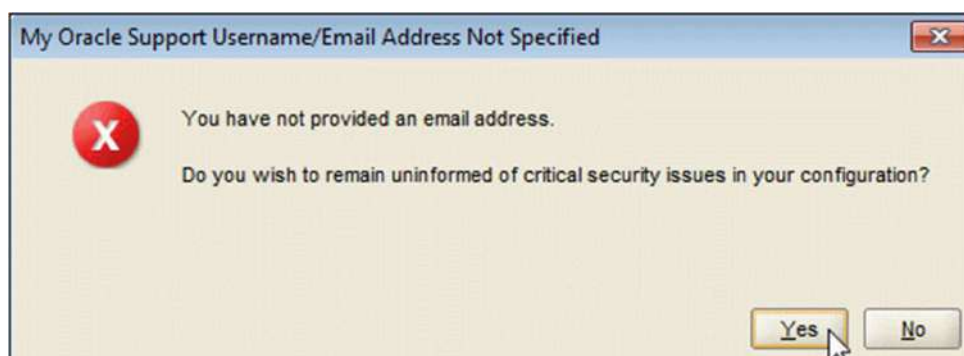 My Oracle Support Username/Email Address Not Specified
You have not provided an email address.
Do you wish to remain uninformed of critical security issues in your configuration?
Yes No